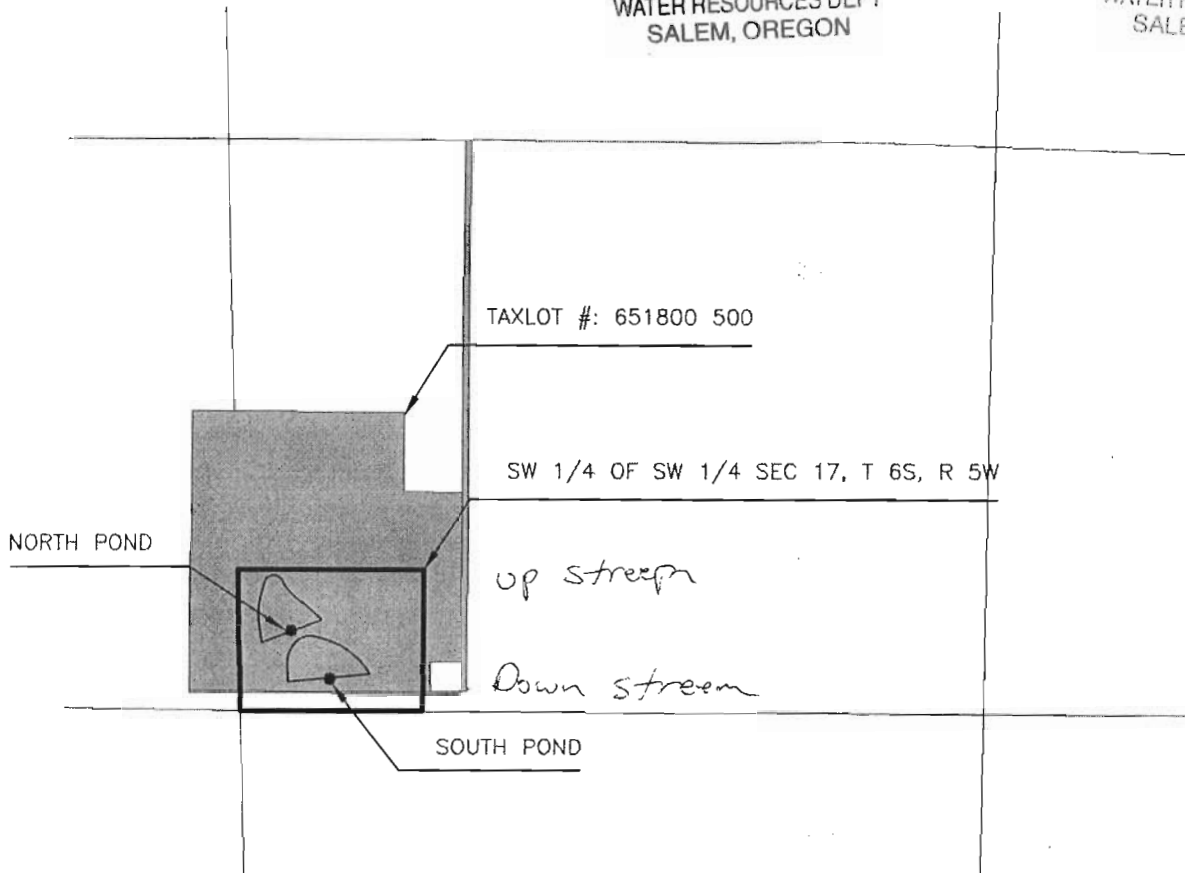 WATER RESOURCES DEPT
SALEM, OREGON
TAXLOT #: 651800 500
SW 1/4 OF SW 1/4 SEC 17, T 6S, R 5W
NORTH POND
up streem
Down streem
SOUTH POND